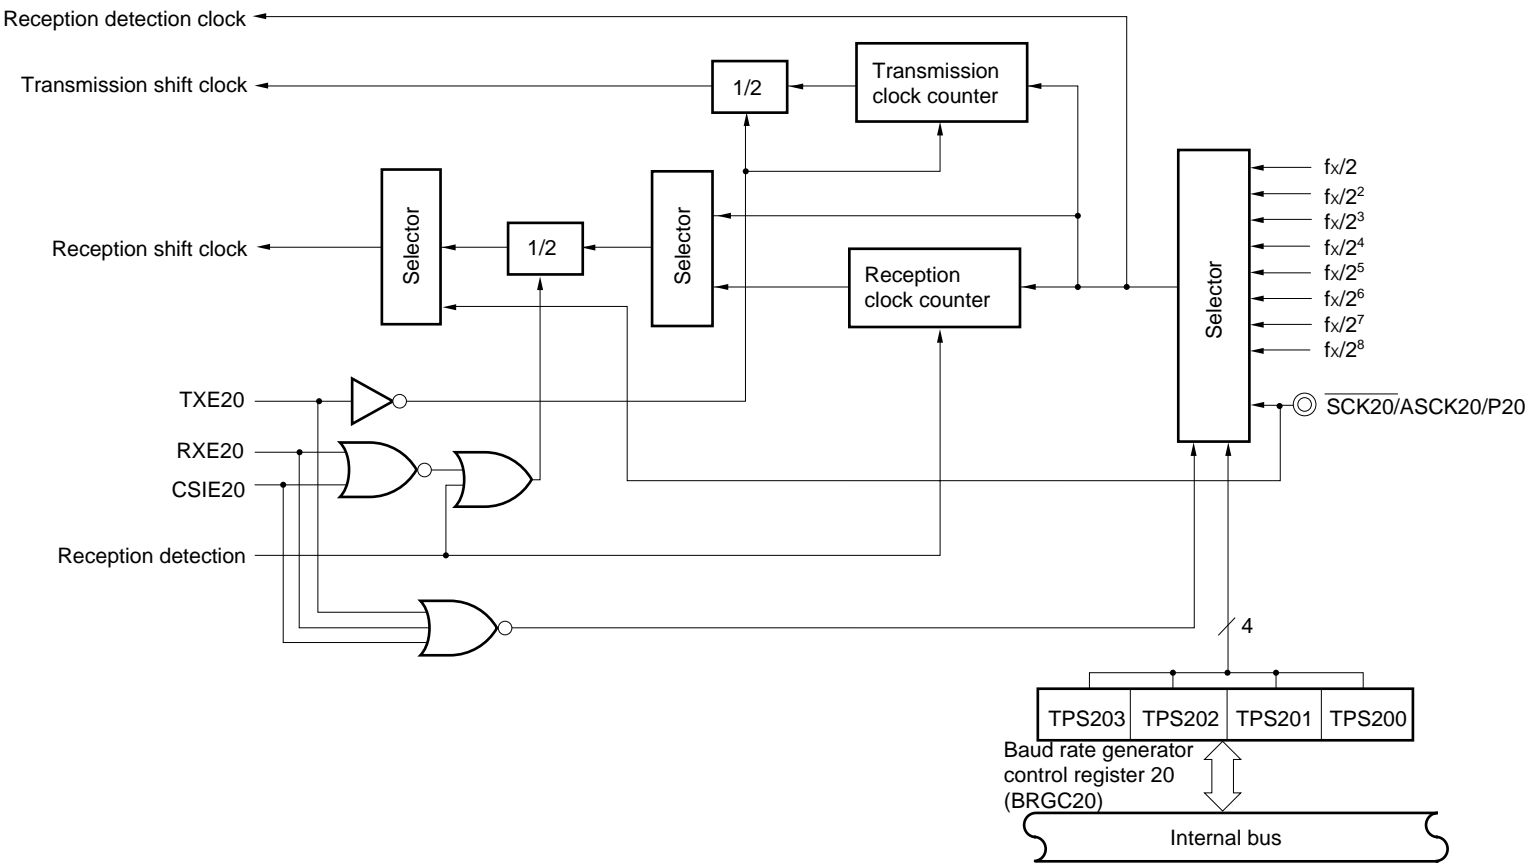 Reception detection clock
Transmission shift clock
1/2
Transmission
clock counter
Reception shift clock
Selector
1/2
Selector
Reception
clock counter
Selector
fX/2
fX/2²
fX/2³
fX/2⁴
fX/2⁵
fX/2⁶
fX/2⁷
fX/2⁸
SCK20/ASCK20/P20
TXE20
RXE20
CSIE20
Reception detection
4
TPS203 TPS202 TPS201 TPS200
Baud rate generator
control register 20
(BRGC20)
Internal bus